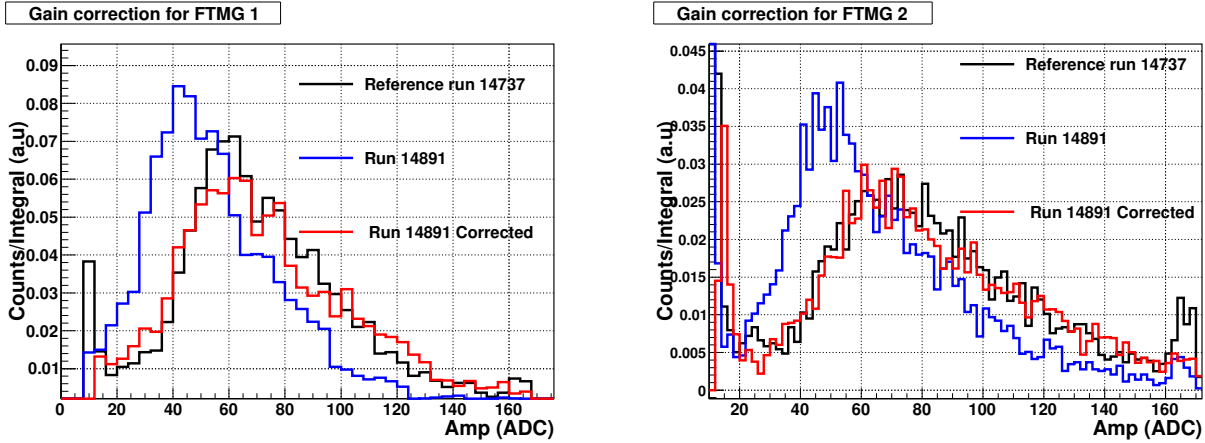 Gain correction for FTMG 1
Counts/Integral (a.u)
0.09
0.08
0.07
0.06
0.05
0.04
0.03
0.02
0.01
Reference run 14737
Run 14891
Run 14891 Corrected
0 20 40 60 80 100 120 140 160
Amp (ADC)
Gain correction for FTMG 2
Counts/Integral (a.u)
0.045
0.04
0.035
0.03
0.025
0.02
0.015
0.01
0.005
0
Reference run 14737
Run 14891
Run 14891 Corrected
20 40 60 80 100 120 140 160
Amp (ADC)